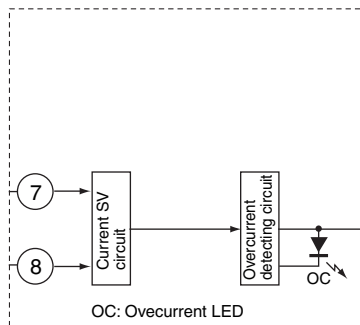 7
8
Current SV
circuit
Overcurrent
detecting circuit
OC
OC: Ovecurrent LED